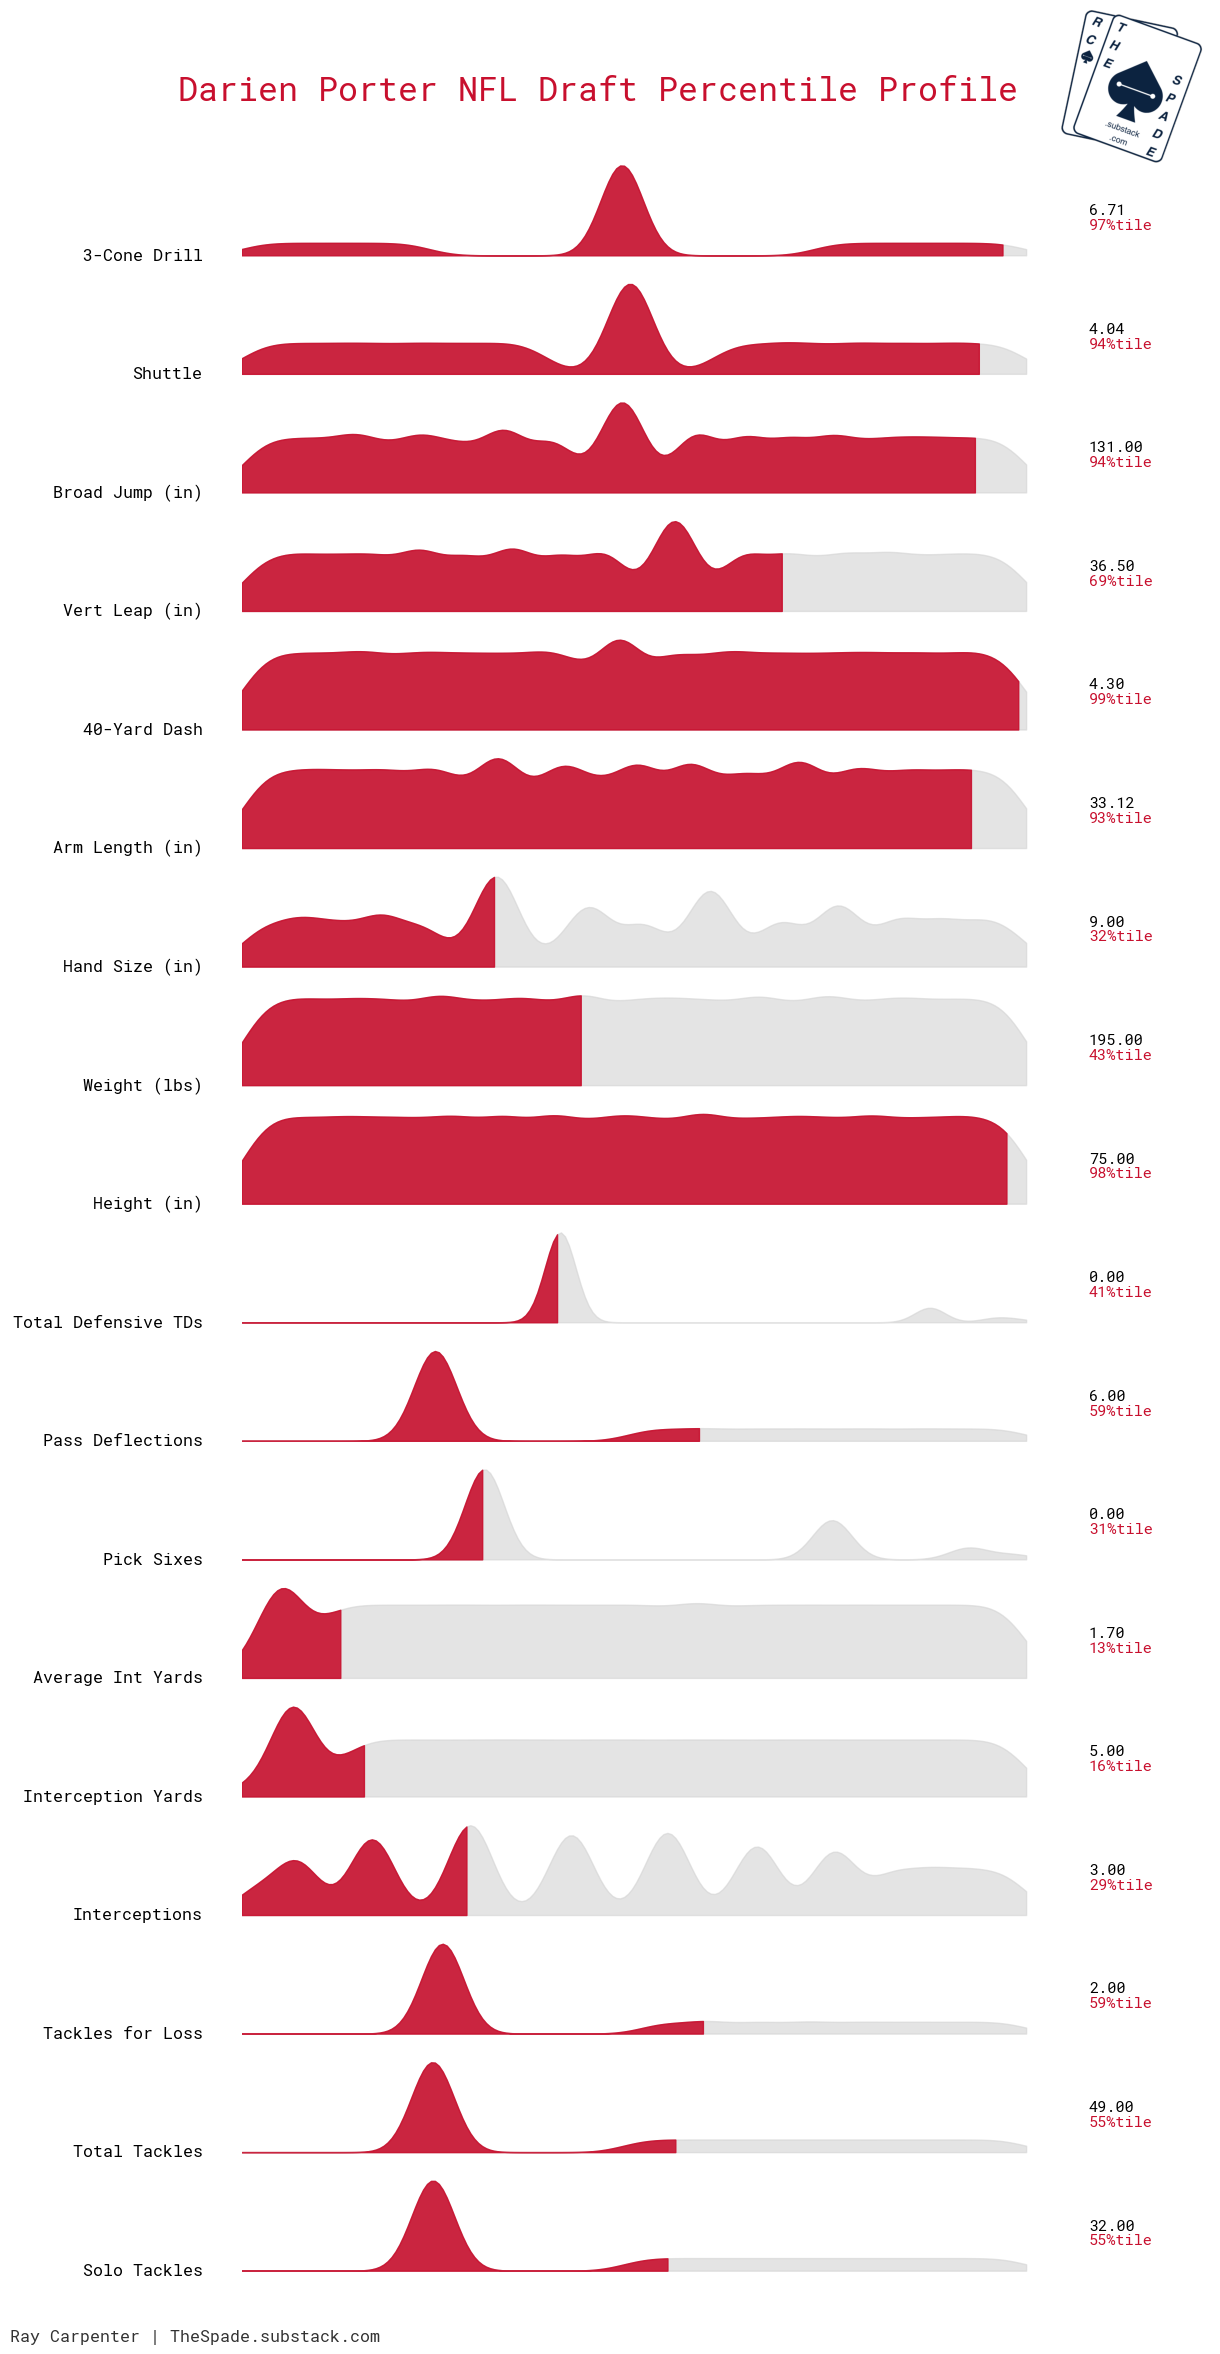 R
C
T
H
E
S
P
A
D
E
.substack
.com
Darien Porter NFL Draft Percentile Profile
3-Cone Drill
6.71
97%tile
Shuttle
4.04
94%tile
Broad Jump (in)
131.00
94%tile
Vert Leap (in)
36.50
69%tile
40-Yard Dash
4.30
99%tile
Arm Length (in)
33.12
93%tile
Hand Size (in)
9.00
32%tile
Weight (lbs)
195.00
43%tile
Height (in)
75.00
98%tile
Total Defensive TDs
0.00
41%tile
Pass Deflections
6.00
59%tile
Pick Sixes
0.00
31%tile
Average Int Yards
1.70
13%tile
Interception Yards
5.00
16%tile
Interceptions
3.00
29%tile
Tackles for Loss
2.00
59%tile
Total Tackles
49.00
55%tile
Solo Tackles
32.00
55%tile
Ray Carpenter | TheSpade.substack.com